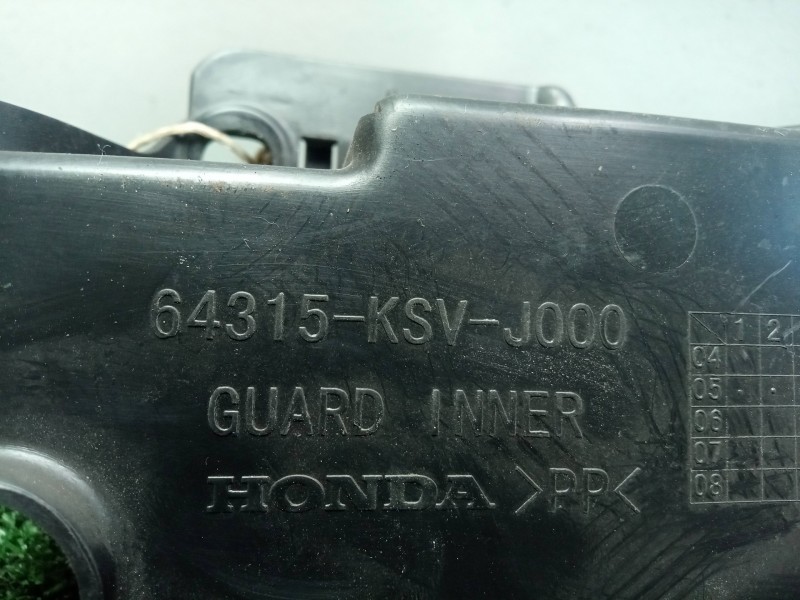 64315-KSV-J000
GUARD INNER
HONDA >PP<
1 2
04
05
06
07
08